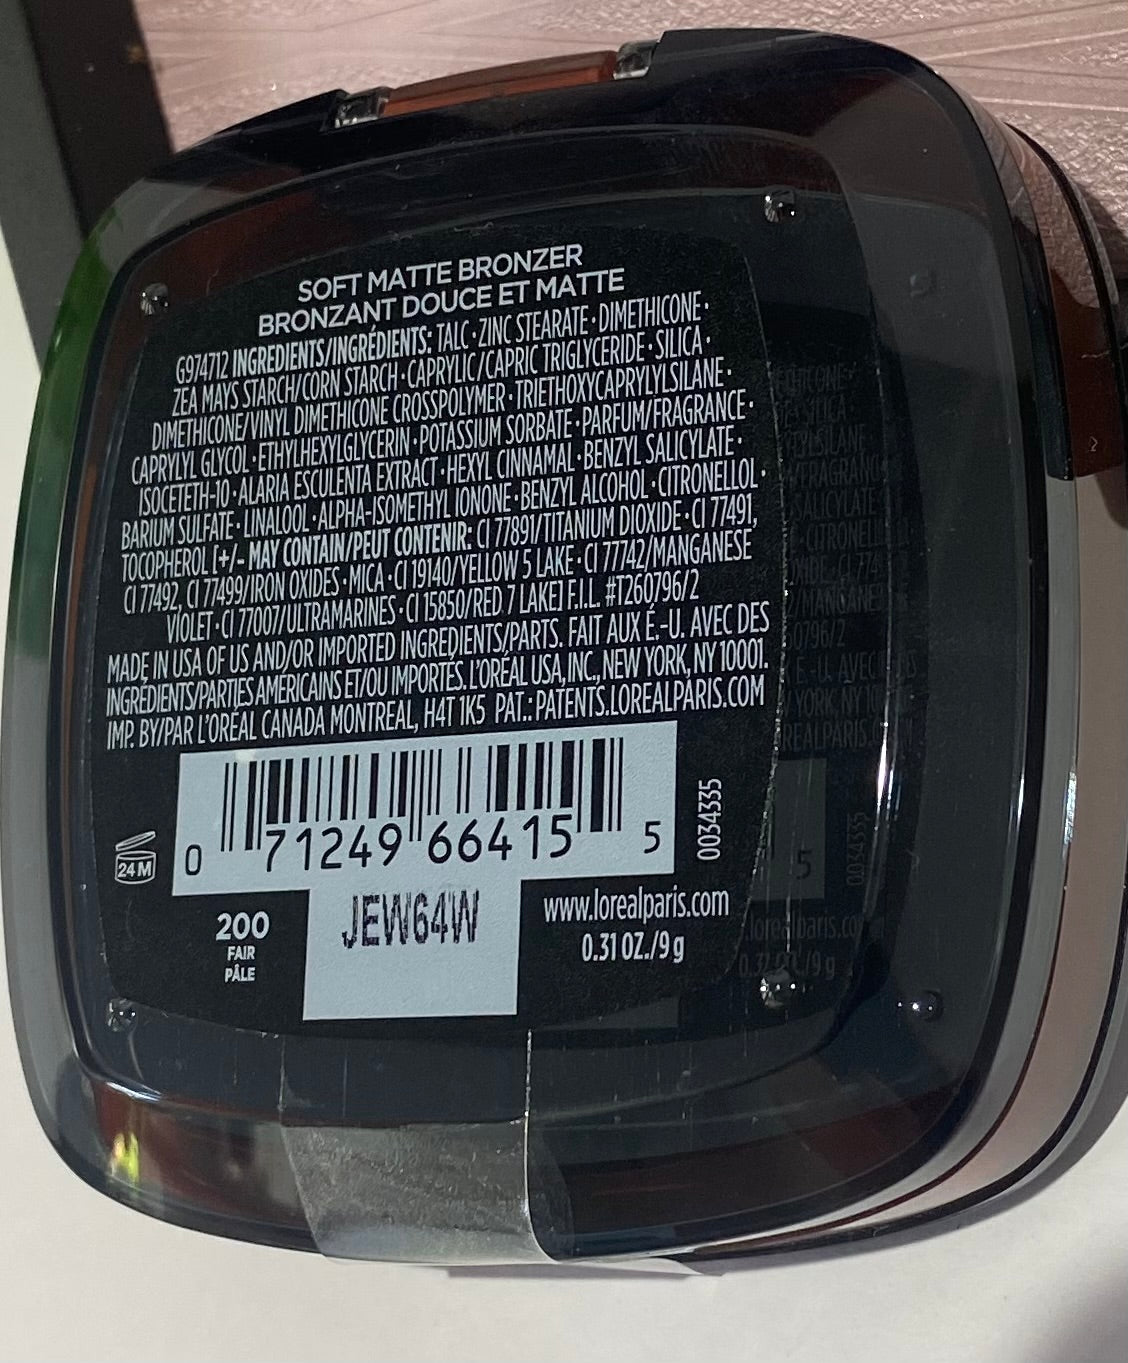 SOFT MATTE BRONZER
BRONZANT DOUCE ET MATTE
G974712 INGREDIENTS/INGRÉDIENTS: TALC · ZINC STEARATE · DIMETHICONE ·
ZEA MAYS STARCH/CORN STARCH · CAPRYLIC/CAPRIC TRIGLYCERIDE · SILICA ·
DIMETHICONE/VINYL DIMETHICONE CROSSPOLYMER · TRIETHOXYCAPRYLYLSILANE ·
CAPRYLYL GLYCOL · ETHYLHEXYLGLYCERIN · POTASSIUM SORBATE · PARFUM/FRAGRANCE ·
ISOCETETH-10 · ALARIA ESCULENTA EXTRACT · HEXYL CINNAMAL · BENZYL SALICYLATE ·
BARIUM SULFATE · LINALOOL · ALPHA-ISOMETHYL IONONE · BENZYL ALCOHOL · CITRONELLOL ·
TOCOPHEROL [+/- MAY CONTAIN/PEUT CONTENIR: CI 77891/TITANIUM DIOXIDE · CI 77491,
CI 77492, CI 77499/IRON OXIDES · MICA · CI 19140/YELLOW 5 LAKE · CI 77742/MANGANESE
VIOLET · CI 77007/ULTRAMARINES · CI 15850/RED 7 LAKE] F.I.L. #T260796/2
MADE IN USA OF US AND/OR IMPORTED INGREDIENTS/PARTS. FAIT AUX É.-U. AVEC DES
INGRÉDIENTS/PARTIES AMÉRICAINS ET/OU IMPORTÉS. L'ORÉAL USA, INC., NEW YORK, NY 10001.
IMP. BY/PAR L'ORÉAL CANADA MONTREAL, H4T 1K5 PAT.: PATENTS.LOREALPARIS.COM
0 71249 66415 5
0034335
24 M
JEW64W
200
FAIR
PÂLE
www.lorealparis.com
0.31 OZ./9 g